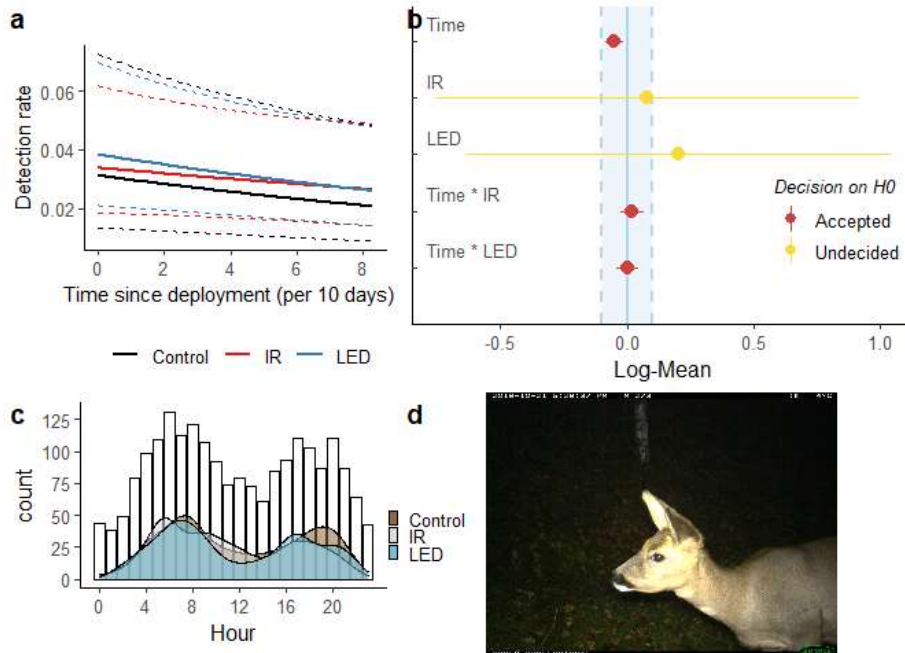 a
Detection rate
0.06
0.04
0.02
0 2 4 6 8
Time since deployment (per 10 days)
Control IR LED
b
Time
IR
LED
Time * IR
Time * LED
Decision on H0
Accepted
Undecided
-0.5 0.0 0.5 1.0
Log-Mean
c
count
125
100
75
50
25
0
0 4 8 12 16 20
Hour
Control
IR
LED
d